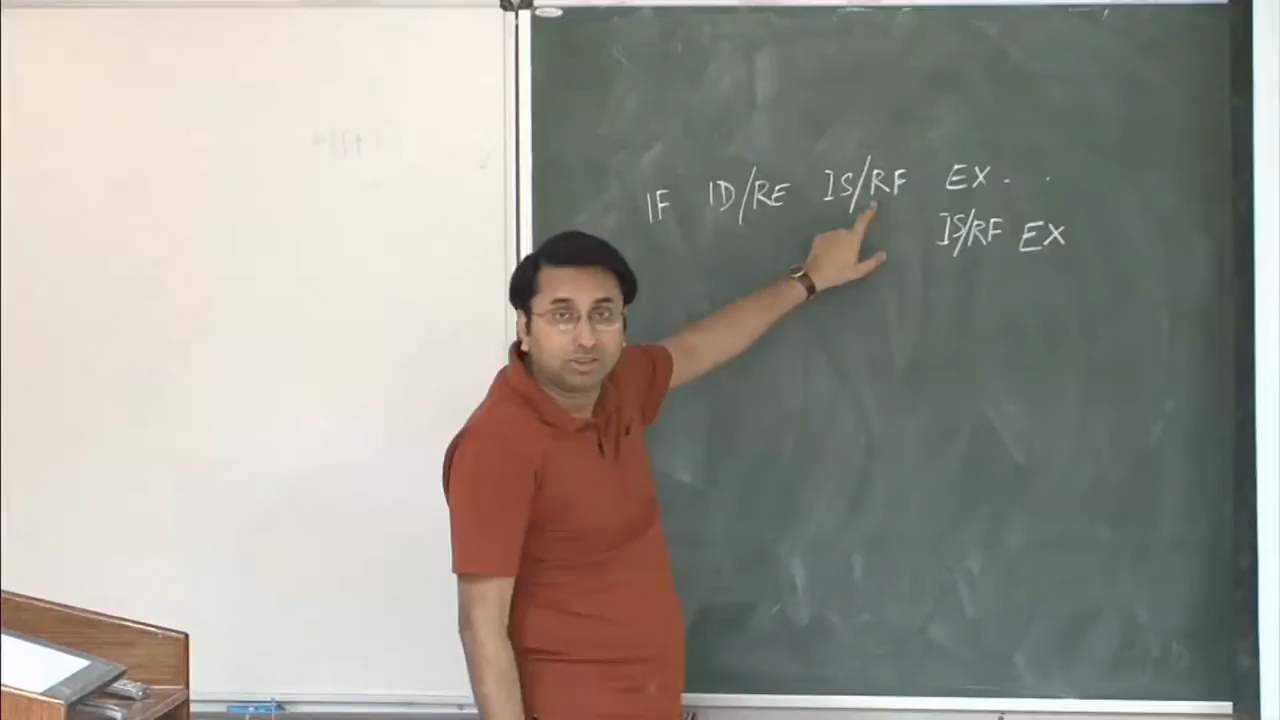 IF ID/RE IS/RF EX . .
IS/RF EX